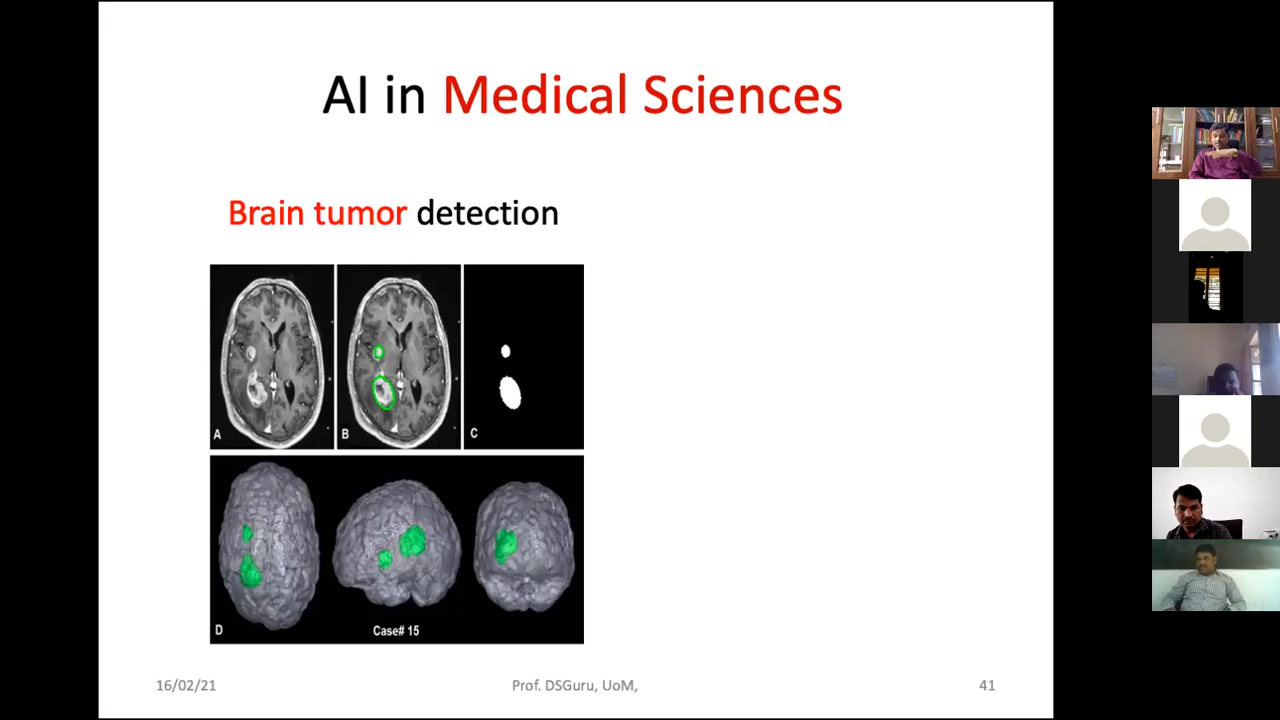 AI in Medical Sciences
Brain tumor detection
A
B
C
D
Case# 15
16/02/21
Prof. DSGuru, UoM,
41